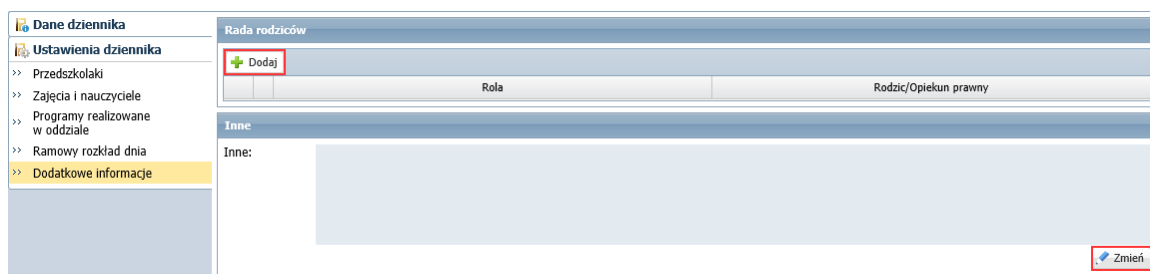 Dane dziennika
Ustawienia dziennika
Przedszkolaki
Zajęcia i nauczyciele
Programy realizowane
w oddziale
Ramowy rozkład dnia
Dodatkowe informacje
Rada rodziców
Dodaj
Rola Rodzic/Opiekun prawny
Inne
Inne:
Zmień